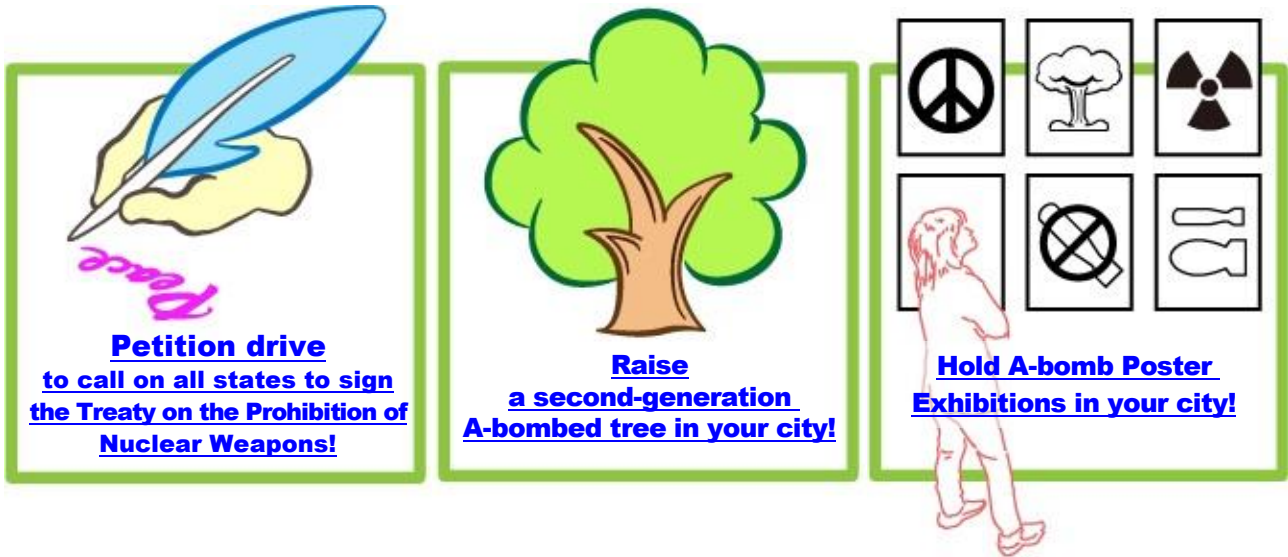 Peace
Petition drive
to call on all states to sign
the Treaty on the Prohibition of
Nuclear Weapons!
Raise
a second-generation
A-bombed tree in your city!
Hold A-bomb Poster
Exhibitions in your city!